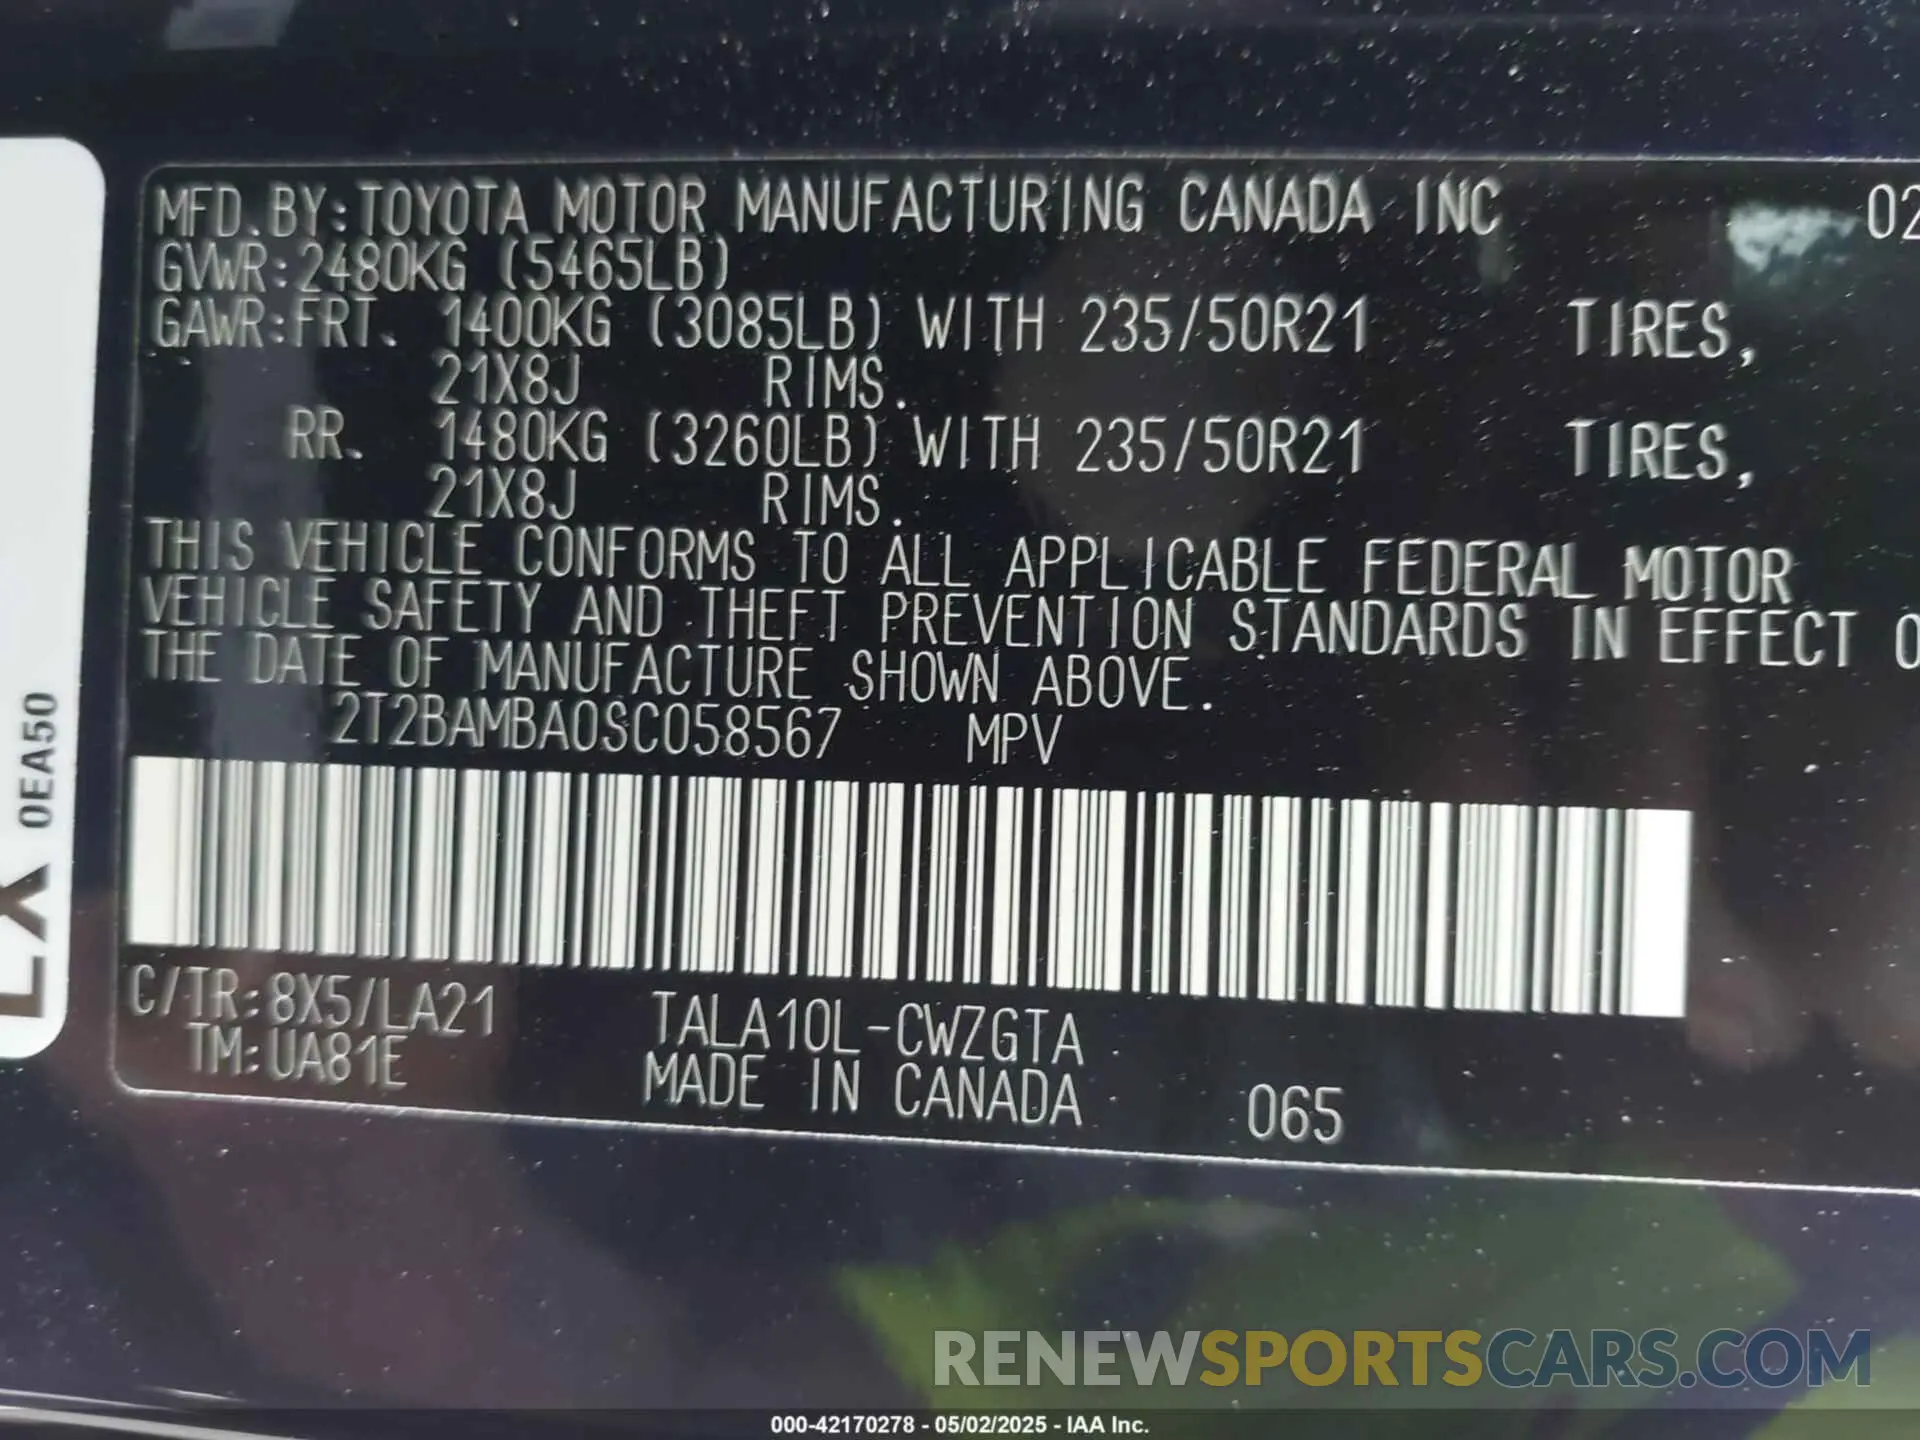 MFD.BY:TOYOTA MOTOR MANUFACTURING CANADA INC 02
GVWR:2480KG (5465LB)
GAWR:FRT. 1400KG (3085LB) WITH 235/50R21 TIRES,
21X8J RIMS.
RR. 1480KG (3260LB) WITH 235/50R21 TIRES,
21X8J RIMS.
THIS VEHICLE CONFORMS TO ALL APPLICABLE FEDERAL MOTOR
VEHICLE SAFETY AND THEFT PREVENTION STANDARDS IN EFFECT O
THE DATE OF MANUFACTURE SHOWN ABOVE.
2T2BAMBA0SC058567 MPV
C/TR:8X5/LA21 TALA10L-CWZGTA
TM:UA81E MADE IN CANADA 065
0EA50
RENEWSPORTSCARS.COM
000-42170278 - 05/02/2025 - IAA Inc.